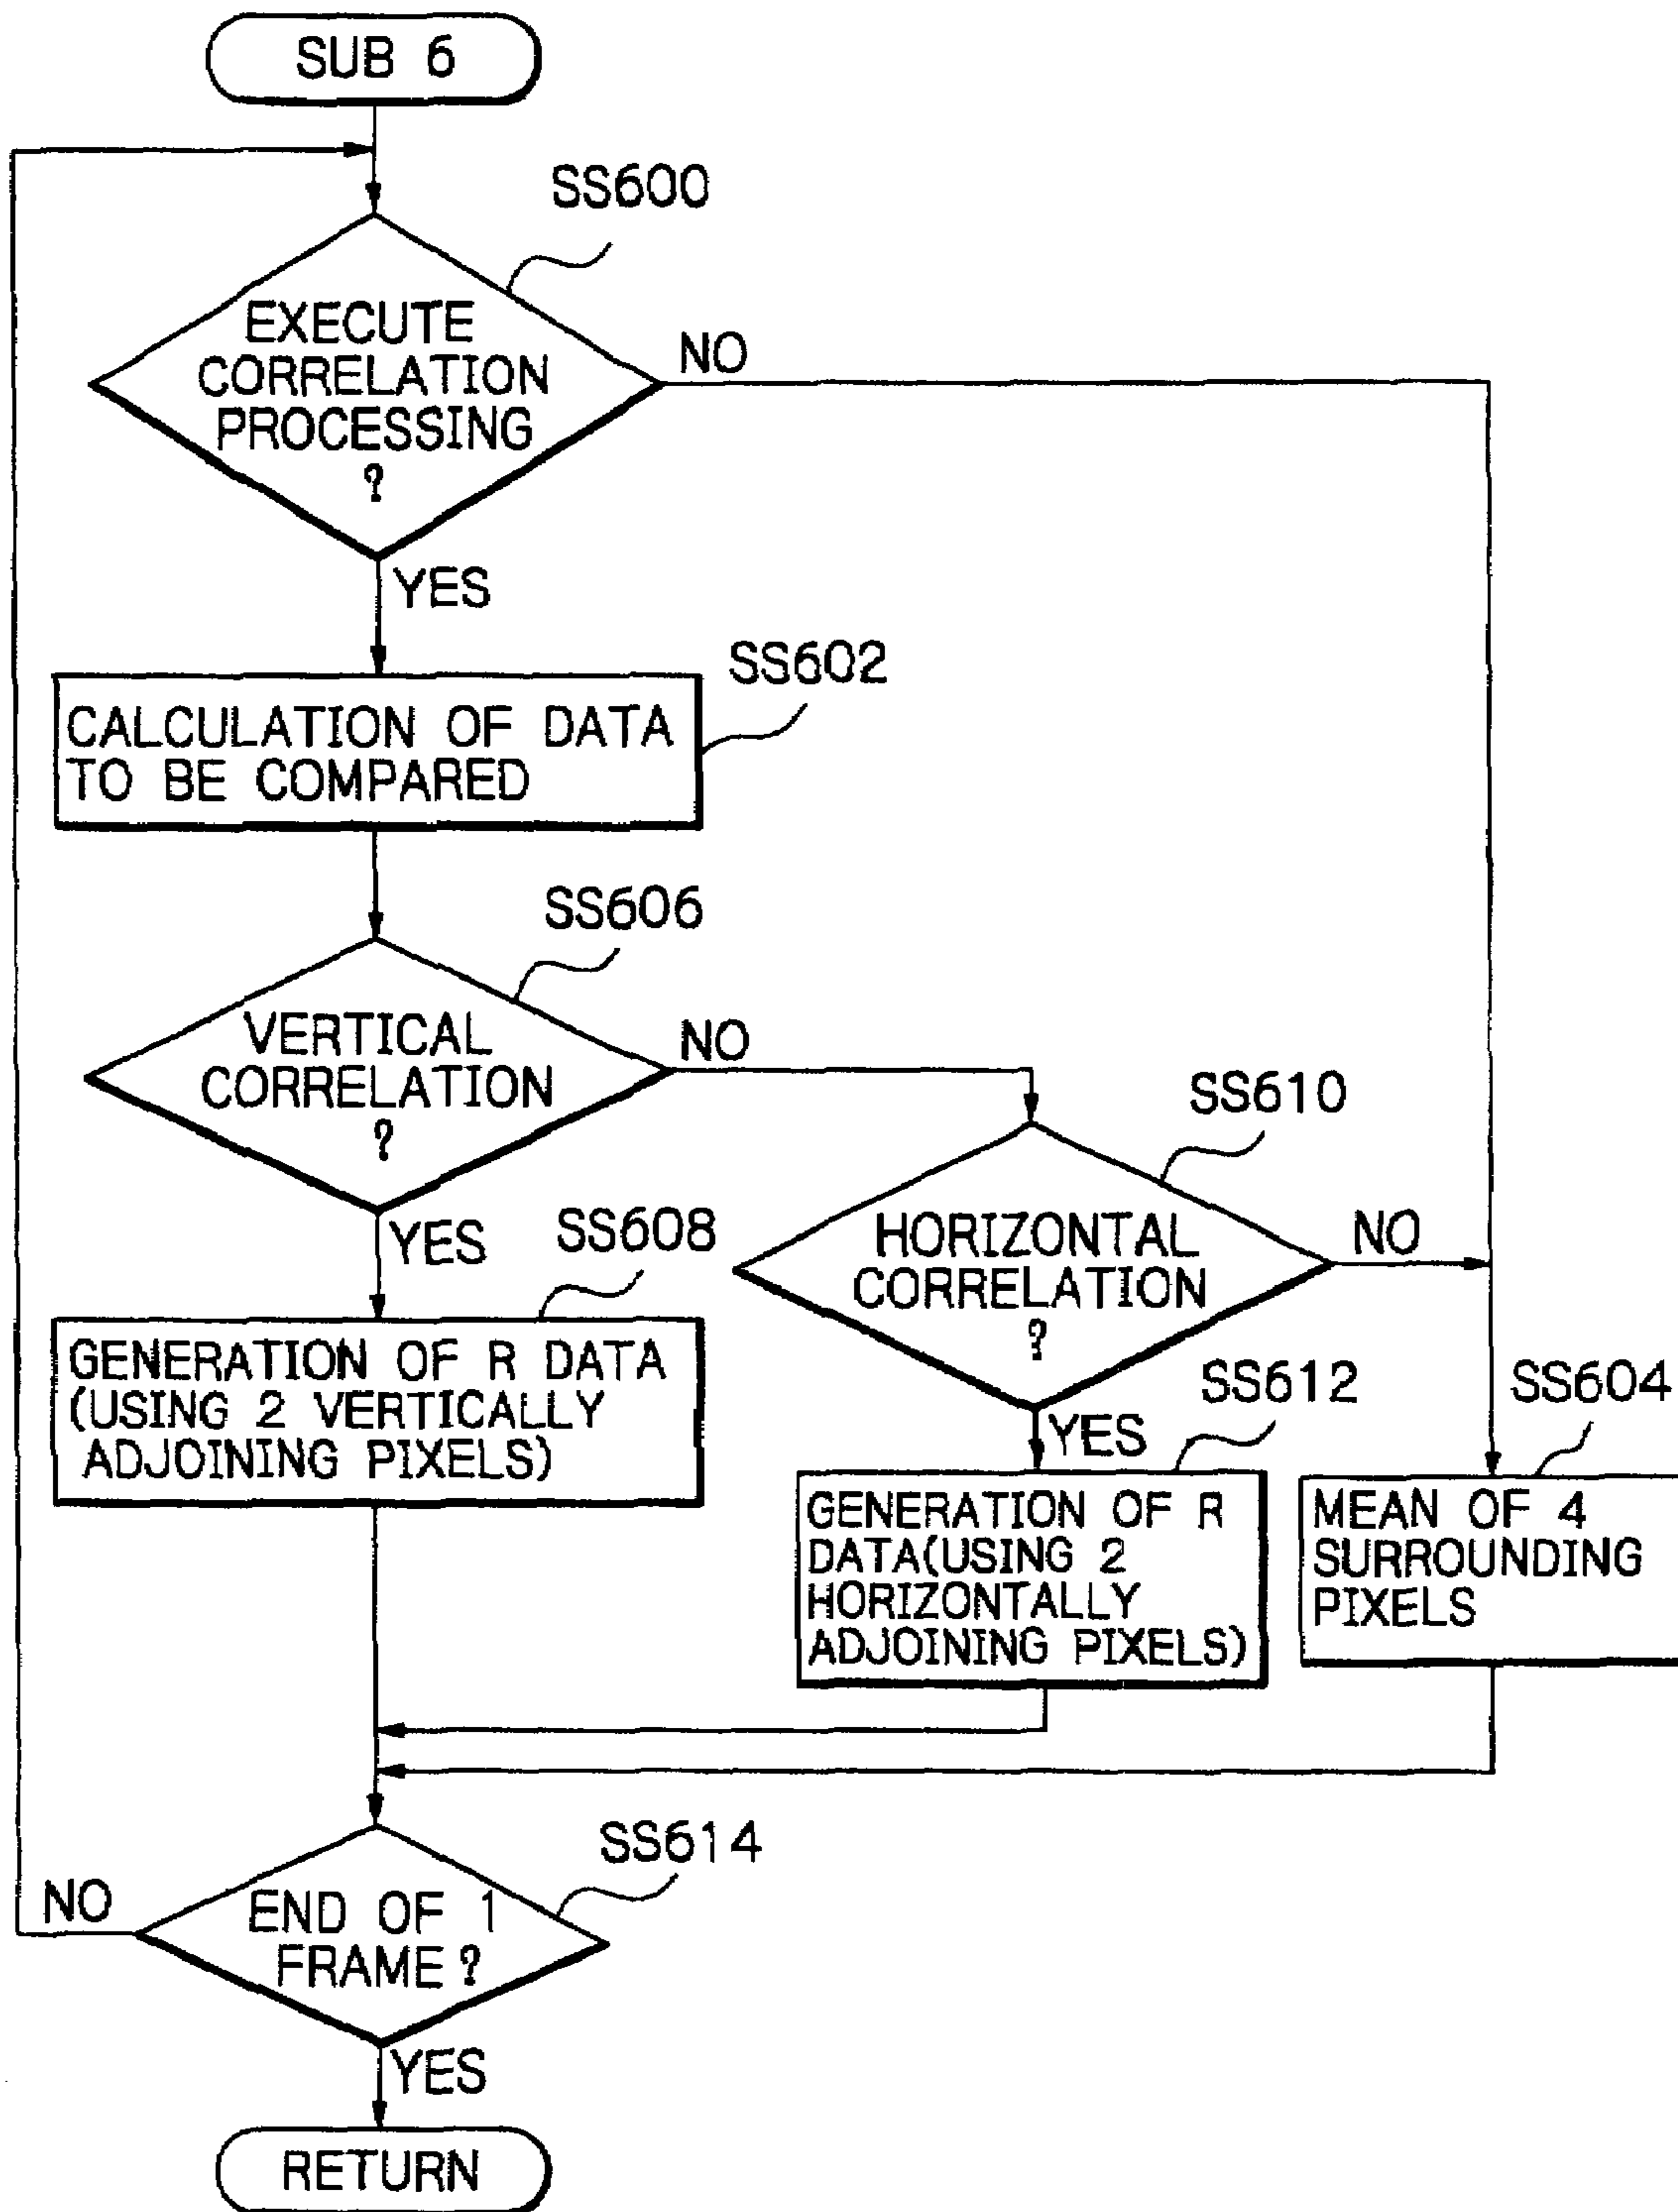 SUB 6
SS600
EXECUTE
CORRELATION
PROCESSING
?
NO
YES
SS602
CALCULATION OF DATA
TO BE COMPARED
SS606
VERTICAL
CORRELATION
?
NO
YES
SS610
HORIZONTAL
CORRELATION
?
NO
YES
SS608
GENERATION OF R DATA
(USING 2 VERTICALLY
ADJOINING PIXELS)
SS612
GENERATION OF R
DATA(USING 2
HORIZONTALLY
ADJOINING PIXELS)
SS604
MEAN OF 4
SURROUNDING
PIXELS
SS614
END OF 1
FRAME ?
NO
YES
RETURN